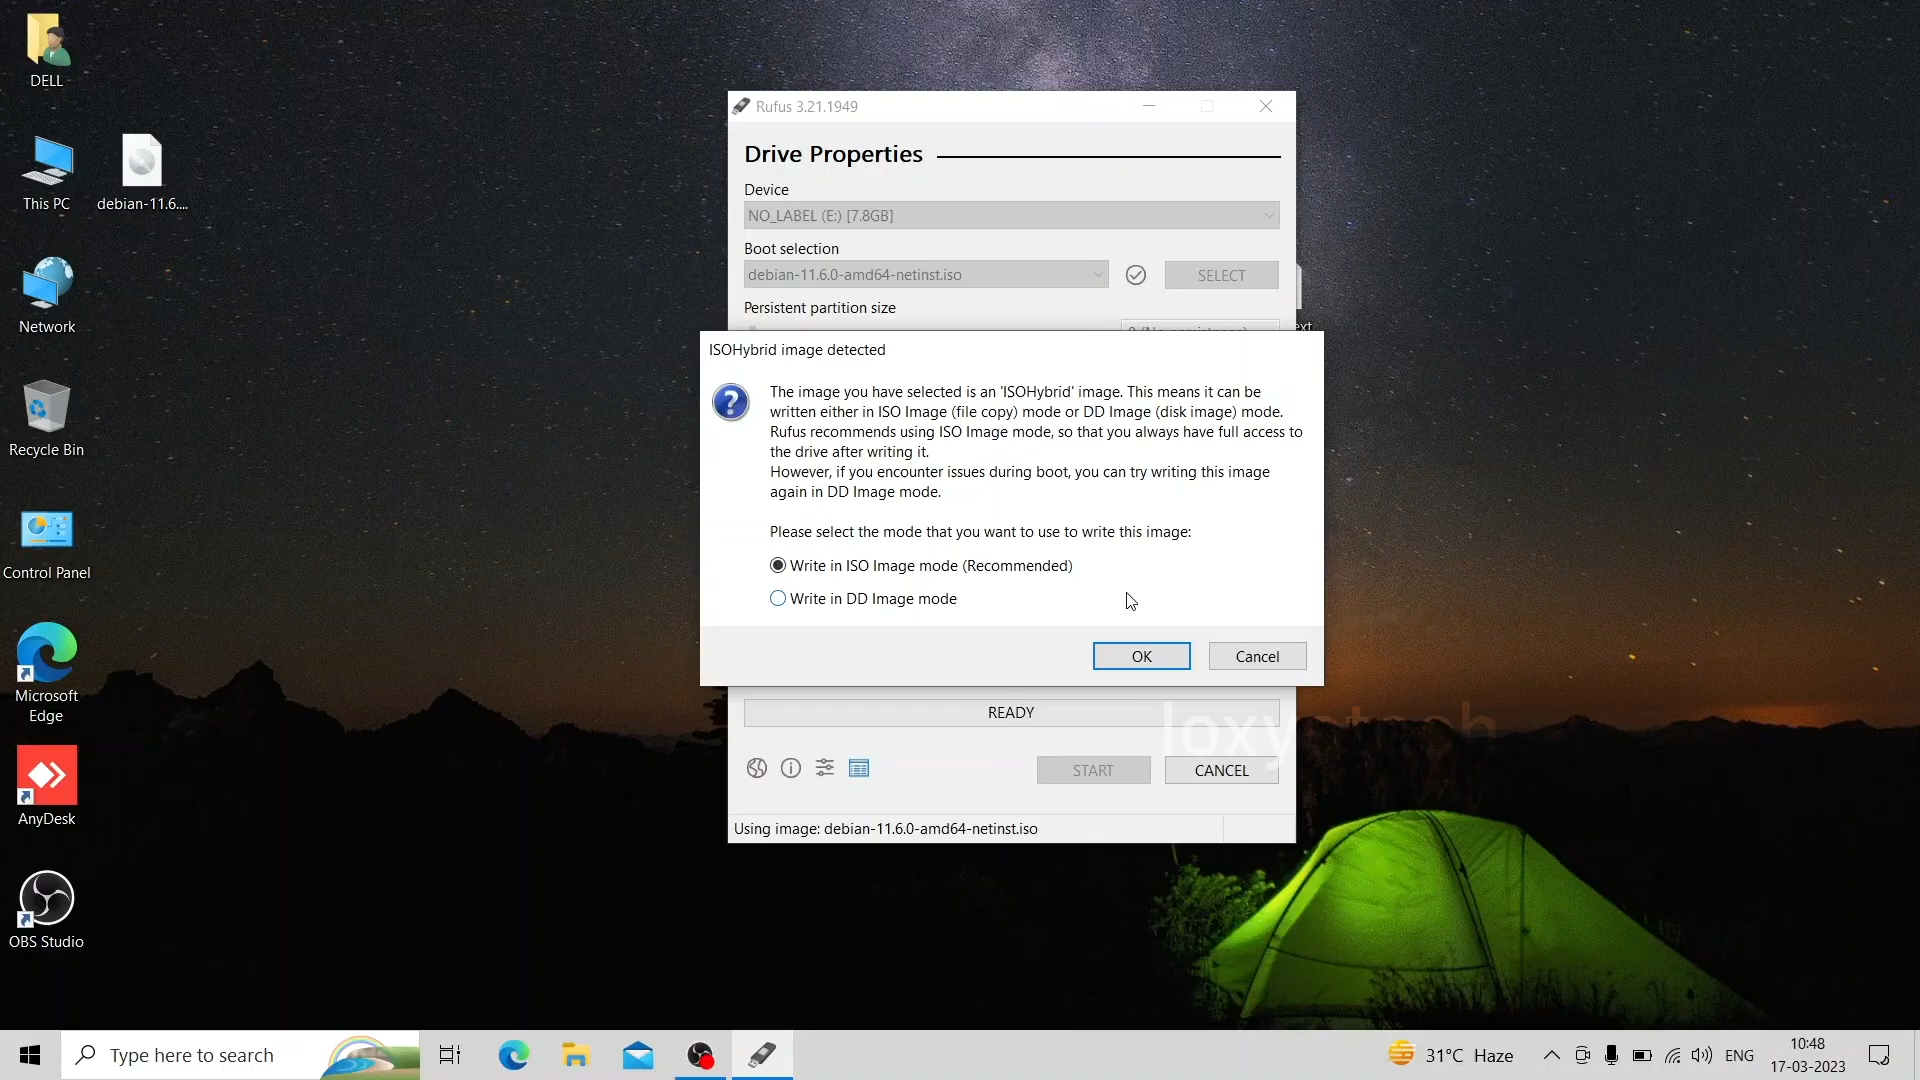 DELL
This PC
debian-11.6....
Network
Recycle Bin
Control Panel
Microsoft
Edge
AnyDesk
OBS Studio
Rufus 3.21.1949
Drive Properties
Device
NO_LABEL (E:) [7.8GB]
Boot selection
debian-11.6.0-amd64-netinst.iso
SELECT
Persistent partition size
ISOHybrid image detected
The image you have selected is an 'ISOHybrid' image. This means it can be
written either in ISO Image (file copy) mode or DD Image (disk image) mode.
Rufus recommends using ISO Image mode, so that you always have full access to
the drive after writing it.
However, if you encounter issues during boot, you can try writing this image
again in DD Image mode.
Please select the mode that you want to use to write this image:
Write in ISO Image mode (Recommended)
Write in DD Image mode
OK
Cancel
READY
START
CANCEL
Using image: debian-11.6.0-amd64-netinst.iso
Type here to search
31°C Haze
ENG
10:48
17-03-2023